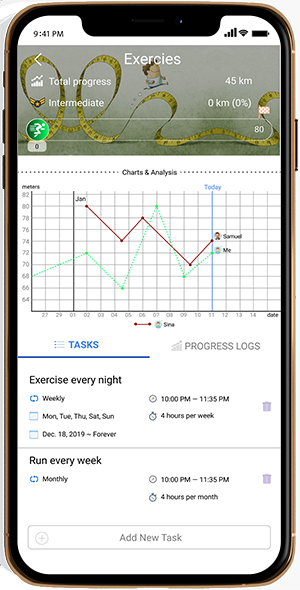 9:41 PM
Exercies
Total progress 45 km
Intermediate 0 km (0%)
80
0
Charts & Analysis
meters Today
82
80
78
76
74
72
70
68
66
64
Jan
Samuel
Me
27 29 01 02 04 05 06 07 08 09 10 11 12 13 14 date
Sina
TASKS PROGRESS LOGS
Exercise every night
Weekly 10:00 PM – 11:35 PM
Mon, Tue, Thu, Sat, Sun 4 hours per week
Dec. 18, 2019 ~ Forever
Run every week
Monthly 10:00 PM – 11:35 PM
4 hours per month
Add New Task